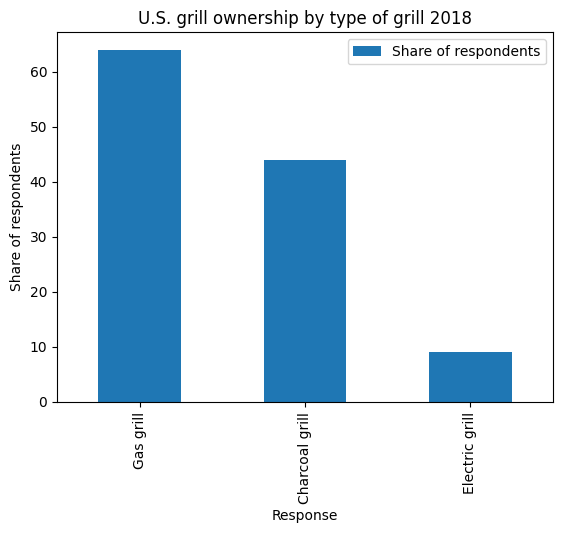 U.S. grill ownership by type of grill 2018
Share of respondents
Share of respondents
60
50
40
30
20
10
0
Gas grill
Charcoal grill
Electric grill
Response